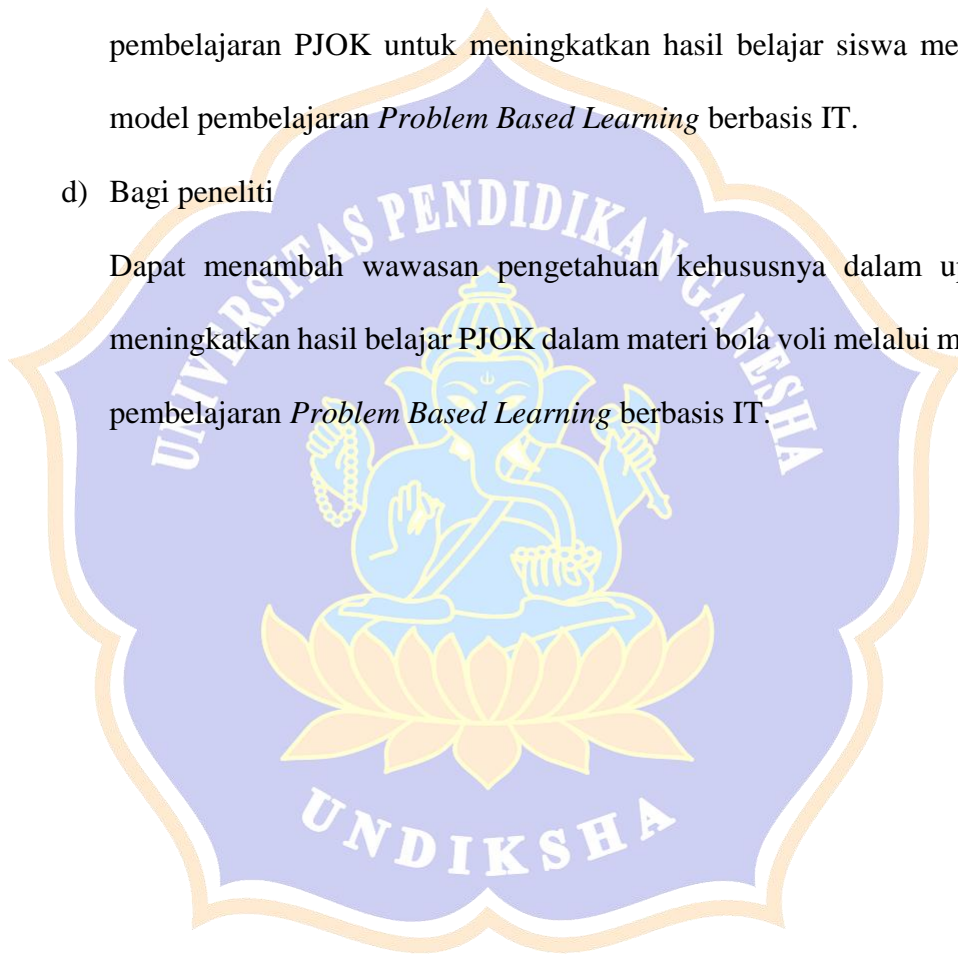 pembelajaran PJOK untuk meningkatkan hasil belajar siswa me
model pembelajaran Problem Based Learning berbasis IT.
d) Bagi peneliti
UNIVERSITAS PENDIDIKAN GANESHA
Dapat menambah wawasan pengetahuan kehususnya dalam up
meningkatkan hasil belajar PJOK dalam materi bola voli melalui m
pembelajaran Problem Based Learning berbasis IT.
UNDIKSHA